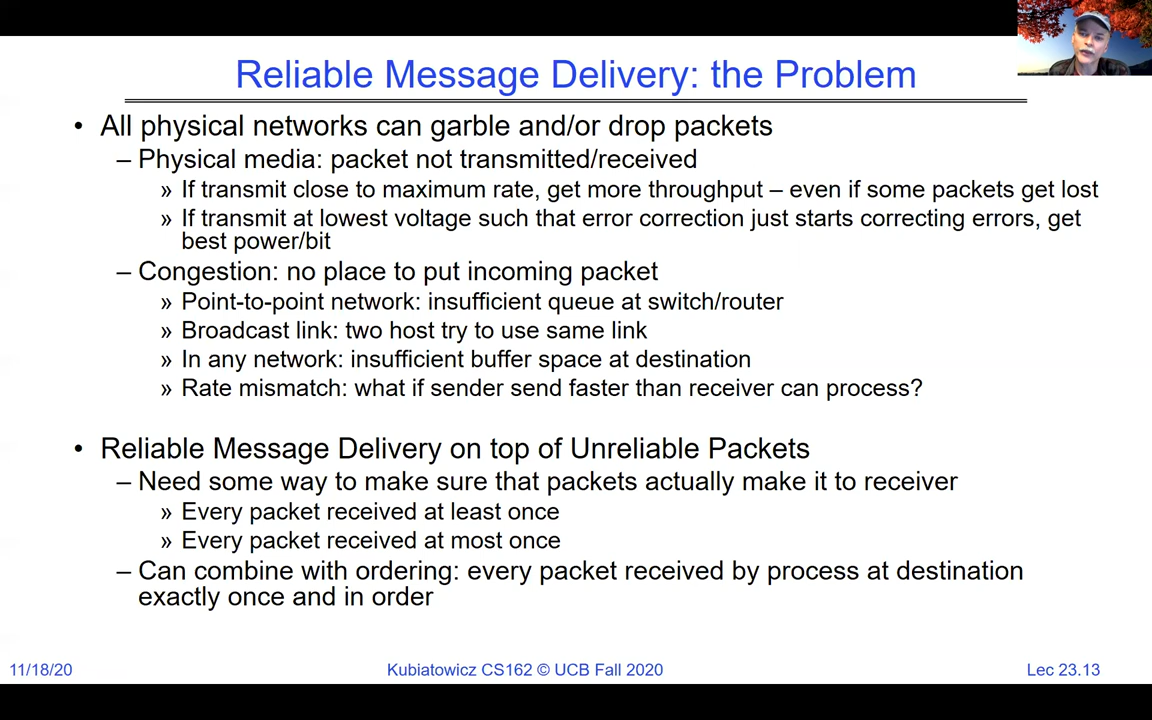 Reliable Message Delivery: the Problem
• All physical networks can garble and/or drop packets
– Physical media: packet not transmitted/received
» If transmit close to maximum rate, get more throughput – even if some packets get lost
» If transmit at lowest voltage such that error correction just starts correcting errors, get
best power/bit
– Congestion: no place to put incoming packet
» Point-to-point network: insufficient queue at switch/router
» Broadcast link: two host try to use same link
» In any network: insufficient buffer space at destination
» Rate mismatch: what if sender send faster than receiver can process?
• Reliable Message Delivery on top of Unreliable Packets
– Need some way to make sure that packets actually make it to receiver
» Every packet received at least once
» Every packet received at most once
– Can combine with ordering: every packet received by process at destination
exactly once and in order
11/18/20 Kubiatowicz CS162 © UCB Fall 2020 Lec 23.13